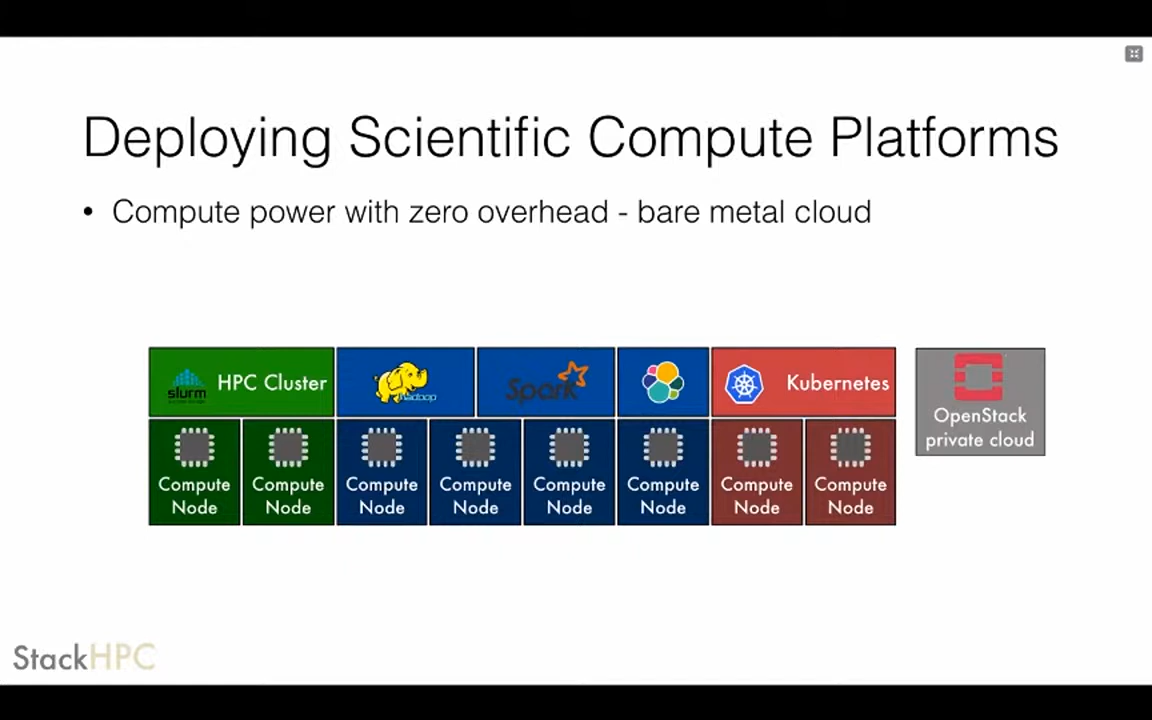 Deploying Scientific Compute Platforms
• Compute power with zero overhead - bare metal cloud
slurm
HPC Cluster
hadoop
Spark
Kubernetes
OpenStack
private cloud
Compute
Node
Compute
Node
Compute
Node
Compute
Node
Compute
Node
Compute
Node
Compute
Node
Compute
Node
StackHPC